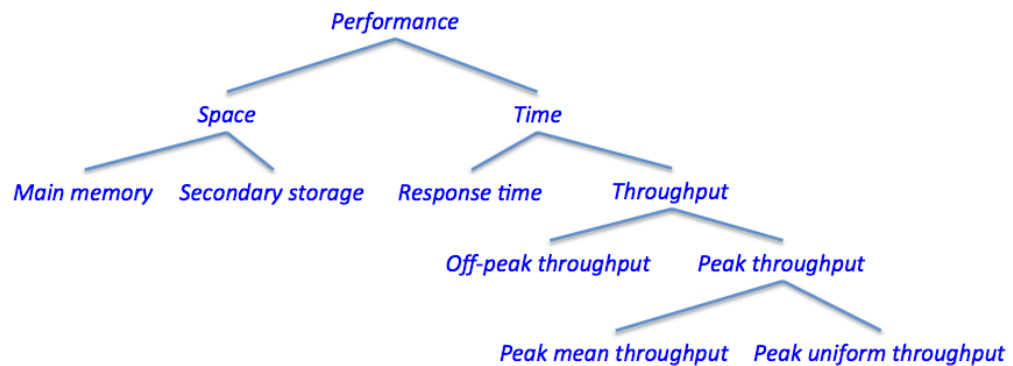 Performance
Space
Time
Main memory
Secondary storage
Response time
Throughput
Off-peak throughput
Peak throughput
Peak mean throughput
Peak uniform throughput